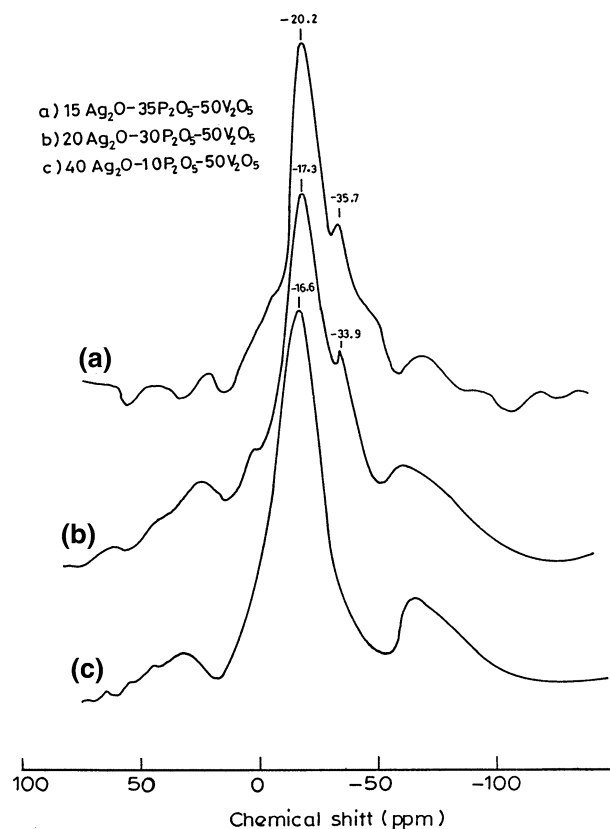 -20.2
a) 15 Ag₂O-35P₂O₅-50V₂O₅
b) 20 Ag₂O-30P₂O₅-50V₂O₅
c) 40 Ag₂O-10P₂O₅-50V₂O₅
-17.3
-35.7
-16.6
-33.9
(a)
(b)
(c)
100 50 0 -50 -100
Chemical shitt (ppm)